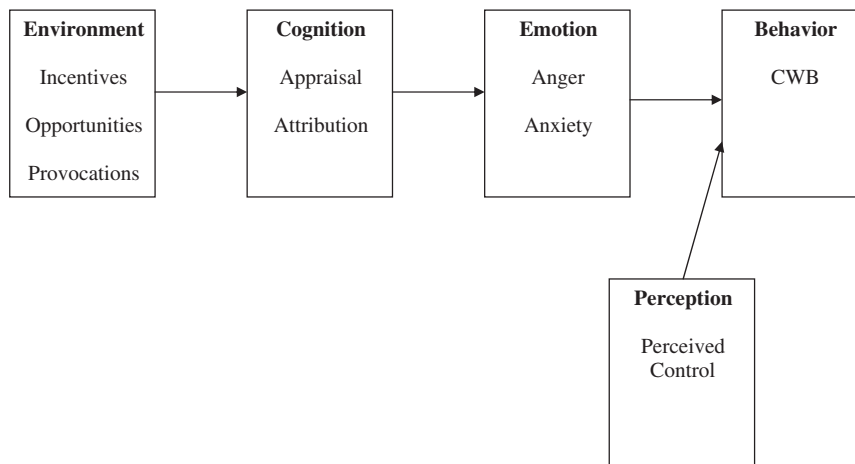 Environment
Incentives
Opportunities
Provocations
Cognition
Appraisal
Attribution
Emotion
Anger
Anxiety
Behavior
CWB
Perception
Perceived
Control